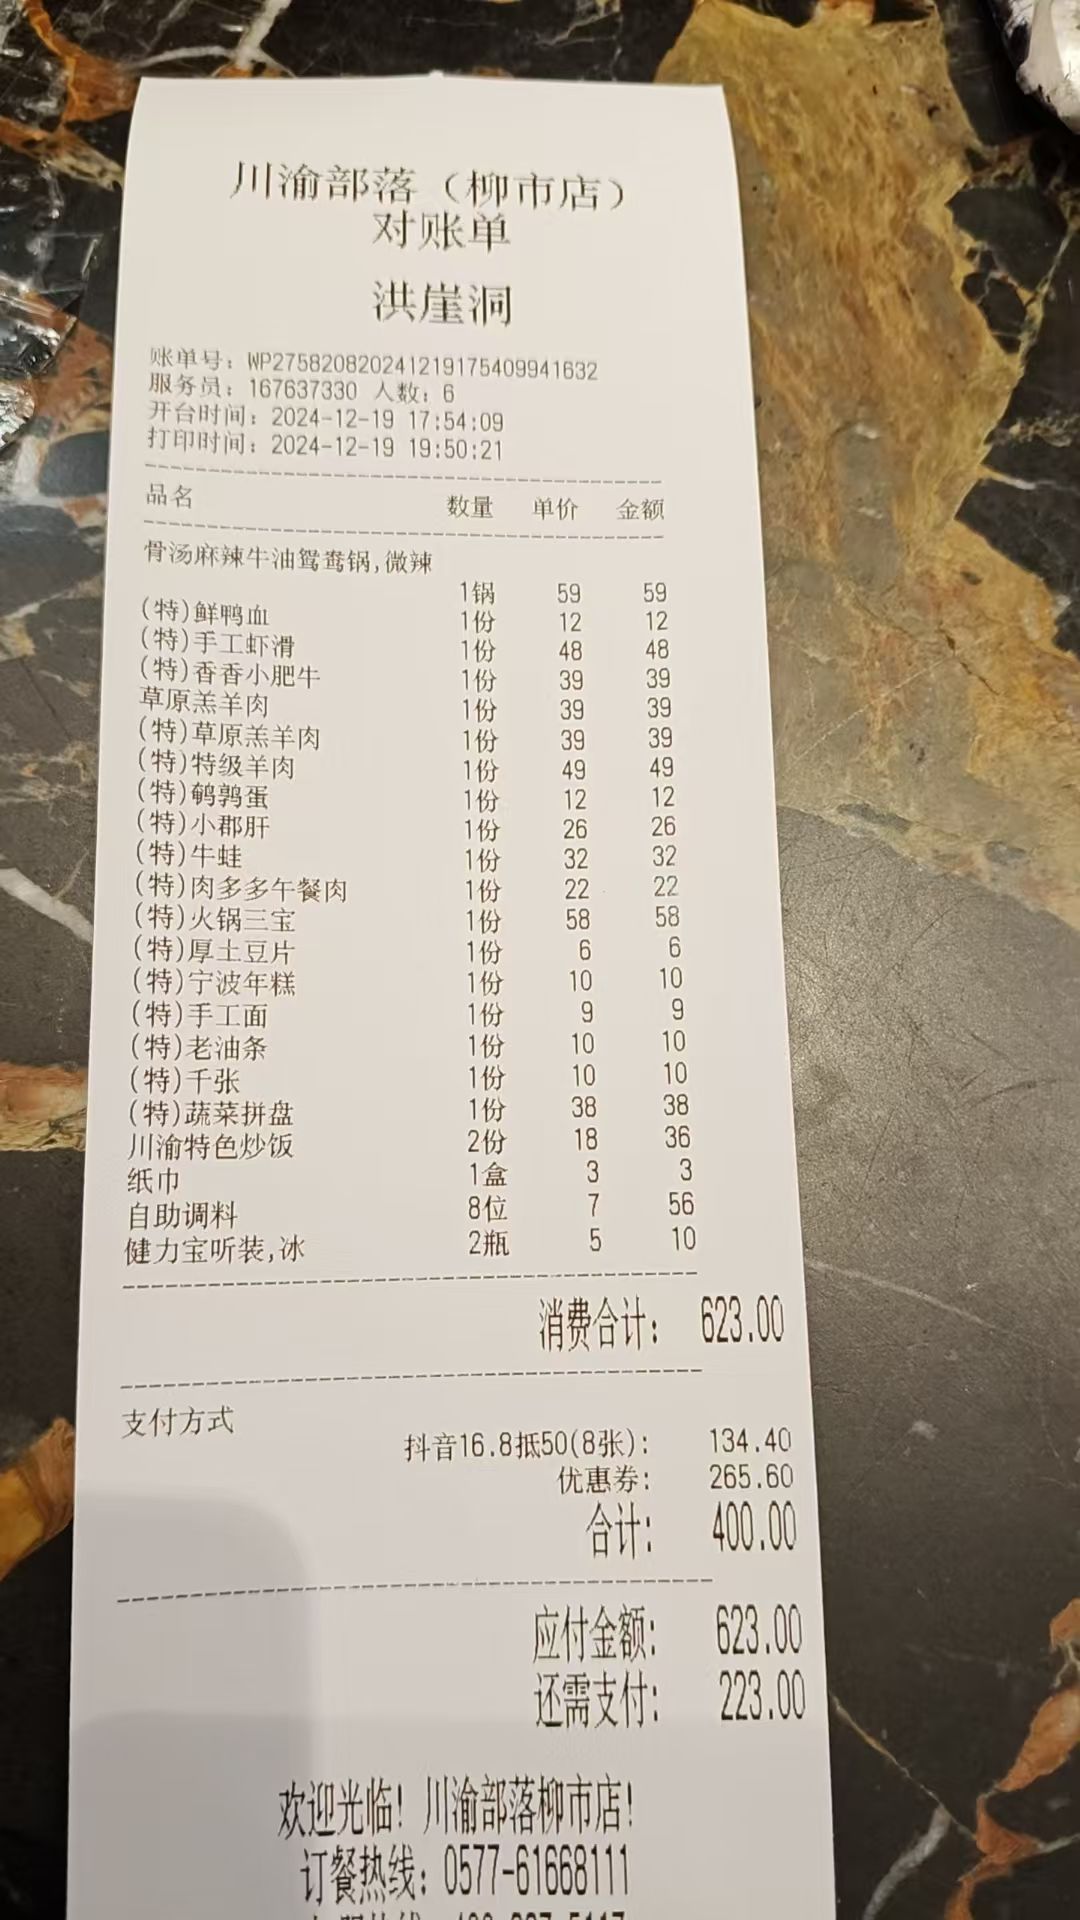 川渝部落（柳市店）
对账单
洪崖洞
账单号：WP27582082024121917540994​1632
服务员：167637330 人数：6
开台时间：2024-12-19 17:54:09
打印时间：2024-12-19 19:50:21
品名 数量 单价 金额
骨汤麻辣牛油鸳鸯锅,微辣
1锅 59 59
(特)鲜鸭血 1份 12 12
(特)手工虾滑 1份 48 48
(特)香香小肥牛 1份 39 39
草原羔羊肉 1份 39 39
(特)草原羔羊肉 1份 39 39
(特)特级羊肉 1份 49 49
(特)鹌鹑蛋 1份 12 12
(特)小郡肝 1份 26 26
(特)牛蛙 1份 32 32
(特)肉多多午餐肉 1份 22 22
(特)火锅三宝 1份 58 58
(特)厚土豆片 1份 6 6
(特)宁波年糕 1份 10 10
(特)手工面 1份 9 9
(特)老油条 1份 10 10
(特)千张 1份 10 10
(特)蔬菜拼盘 1份 38 38
川渝特色炒饭 2份 18 36
纸巾 1盒 3 3
自助调料 8位 7 56
健力宝听装,冰 2瓶 5 10
消费合计：623.00
支付方式
抖音16.8抵50(8张)：134.40
优惠券：265.60
合计：400.00
应付金额：623.00
还需支付：223.00
欢迎光临！川渝部落柳市店！
订餐热线：0577-61668111